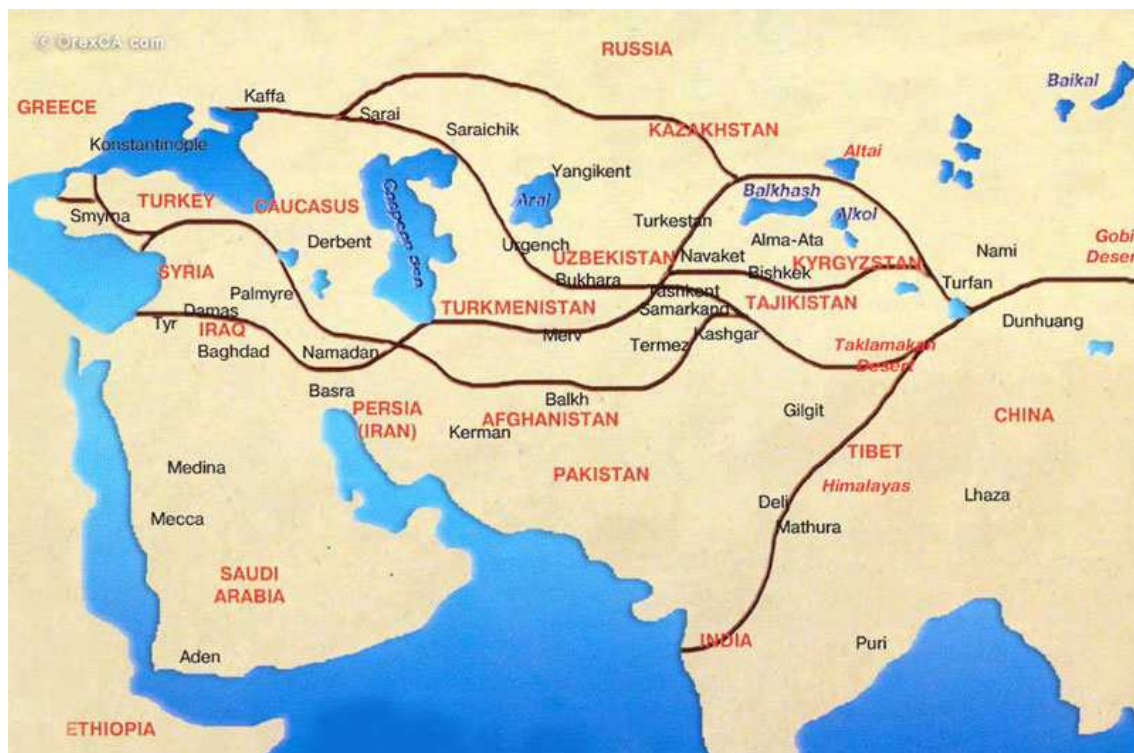 © OrexCA.com
RUSSIA
Baikal
GREECE
Kaffa
Sarai
Saraichik
KAZAKHSTAN
Konstantinople
Altai
Yangikent
Balkhash
TURKEY
CAUCASUS
Caspean Sea
Aral
Smyrna
Turkestan
Alkol
Derbent
Urgench
Alma-Ata
Gobi
Desert
Nami
UZBEKISTAN
Navaket
KYRGYZSTAN
SYRIA
Bukhara
Bishkek
Turfan
Palmyre
Tashkent
Damas
TURKMENISTAN
Samarkand
TAJIKISTAN
Tyr
IRAQ
Merv
Kashgar
Dunhuang
Baghdad
Namadan
Termez
Taklamakan
Desert
Basra
Balkh
PERSIA
(IRAN)
AFGHANISTAN
Gilgit
CHINA
Kerman
TIBET
Medina
PAKISTAN
Himalayas
Lhaza
Deli
Mecca
Mathura
SAUDI
ARABIA
INDIA
Puri
Aden
ETHIOPIA